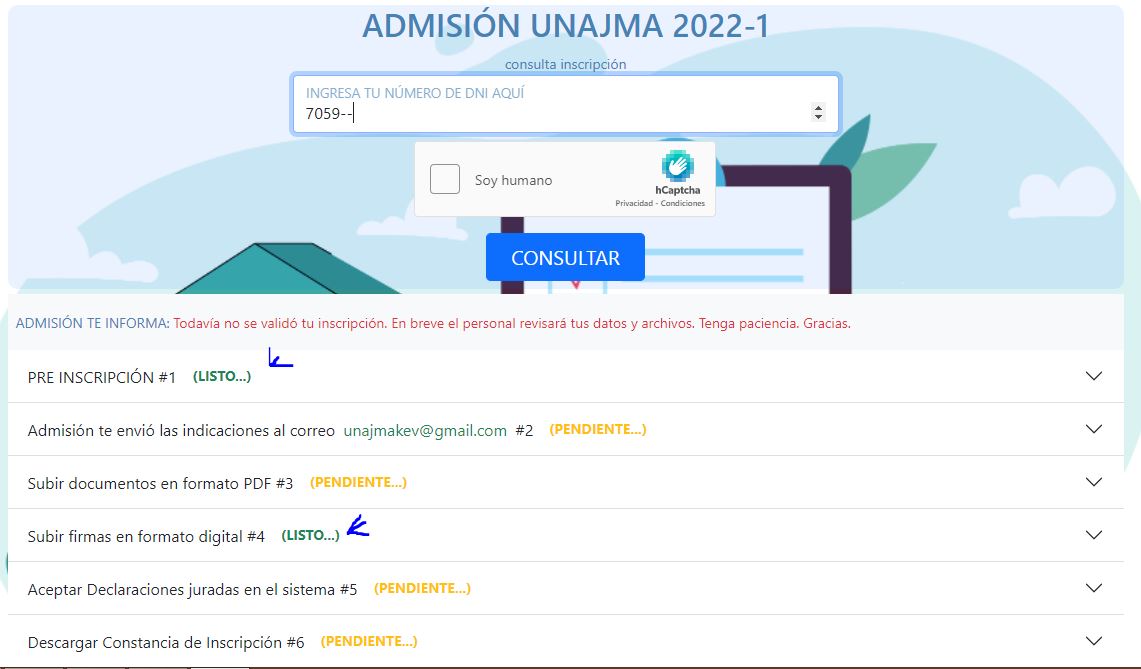 ADMISIÓN UNAJMA 2022-1
consulta inscripción
INGRESA TU NÚMERO DE DNI AQUÍ
7059--
Soy humano
hCaptcha
Privacidad - Condiciones
CONSULTAR
ADMISIÓN TE INFORMA: Todavía no se validó tu inscripción. En breve el personal revisará tus datos y archivos. Tenga paciencia. Gracias.
PRE INSCRIPCIÓN #1 (LISTO...)
Admisión te envió las indicaciones al correo unajmakev@gmail.com #2 (PENDIENTE...)
Subir documentos en formato PDF #3 (PENDIENTE...)
Subir firmas en formato digital #4 (LISTO...)
Aceptar Declaraciones juradas en el sistema #5 (PENDIENTE...)
Descargar Constancia de Inscripción #6 (PENDIENTE...)